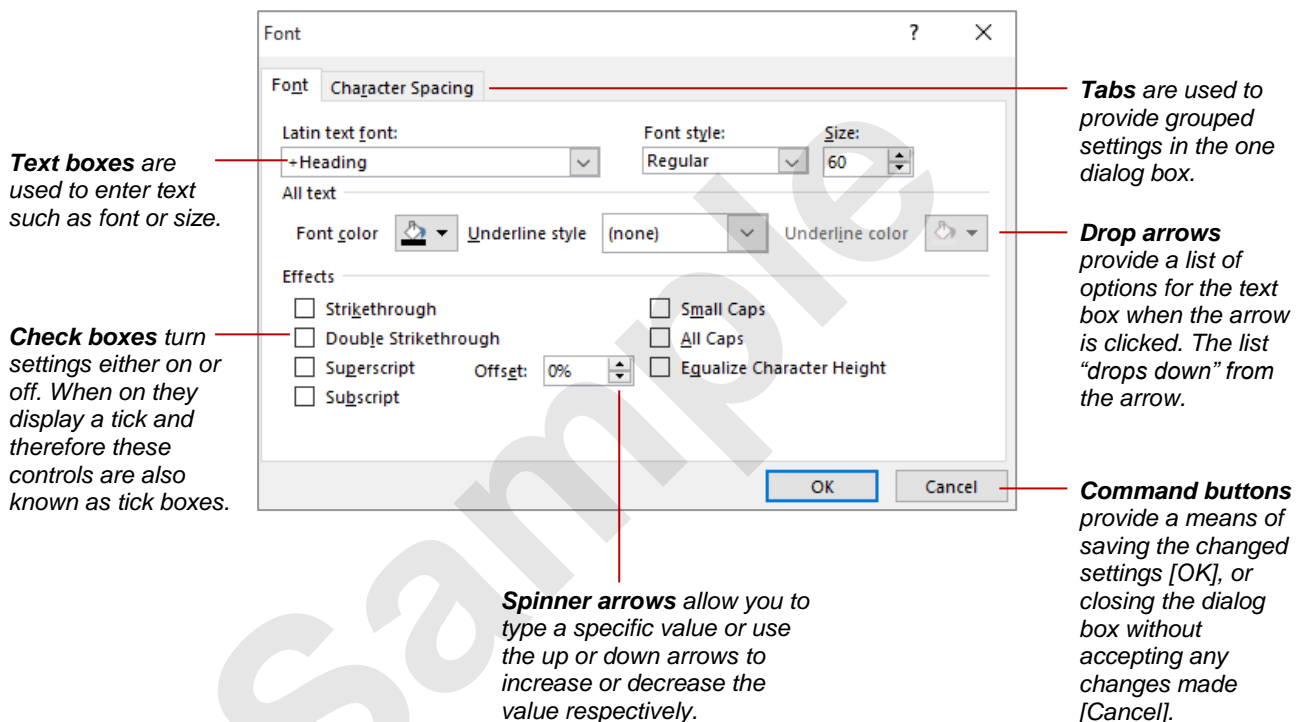 Font ?
Font Character Spacing
Latin text font: Font style: Size:
+Heading Regular 60
All text
Font color Underline style (none) Underline color
Effects
Strikethrough Small Caps
Double Strikethrough All Caps
Superscript Offset: 0% Equalize Character Height
Subscript
OK Cancel
Text boxes are
used to enter text
such as font or size.
Check boxes turn
settings either on or
off. When on they
display a tick and
therefore these
controls are also
known as tick boxes.
Tabs are used to
provide grouped
settings in the one
dialog box.
Drop arrows
provide a list of
options for the text
box when the arrow
is clicked. The list
“drops down” from
the arrow.
Command buttons
provide a means of
saving the changed
settings [OK], or
closing the dialog
box without
accepting any
changes made
[Cancel].
Spinner arrows allow you to
type a specific value or use
the up or down arrows to
increase or decrease the
value respectively.
Sample